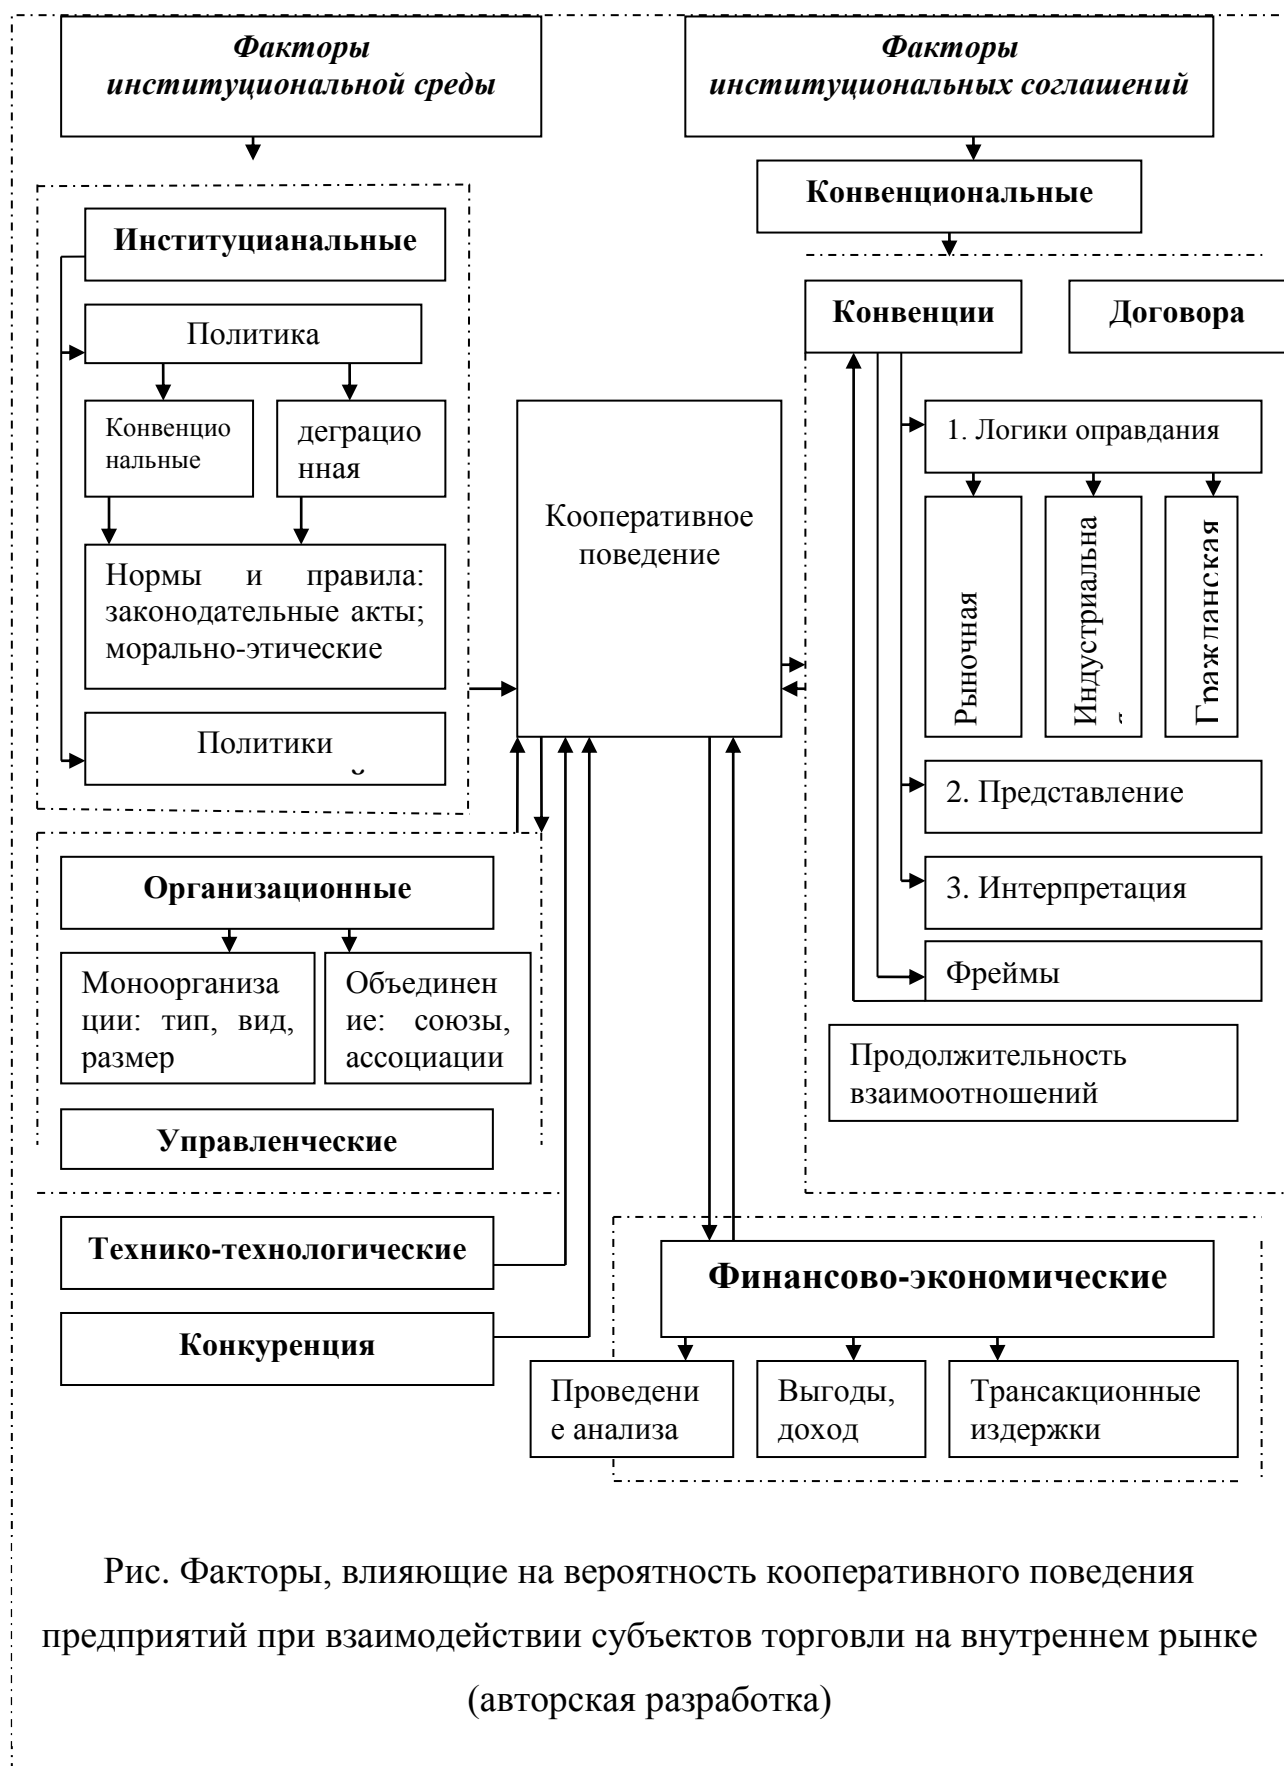 Факторы
институциональной среды
Факторы
институциональных соглашений
Конвенциональные
Институцианальные
Политика
Конвенцио
нальные
деграцио
нная
Нормы и правила:
законодательные акты;
морально-этические
Политики
Организационные
Моноорганиза
ции: тип, вид,
размер
Объединен
ие: союзы,
ассоциации
Управленческие
Технико-технологические
Конкуренция
Кооперативное
поведение
Конвенции
Договора
1. Логики оправдания
Рыночная
Индустриальна
й
Гражданская
2. Представление
3. Интерпретация
Фреймы
Продолжительность
взаимоотношений
Финансово-экономические
Проведени
е анализа
Выгоды,
доход
Трансакционные
издержки
Рис. Факторы, влияющие на вероятность кооперативного поведения
предприятий при взаимодействии субъектов торговли на внутреннем рынке
(авторская разработка)